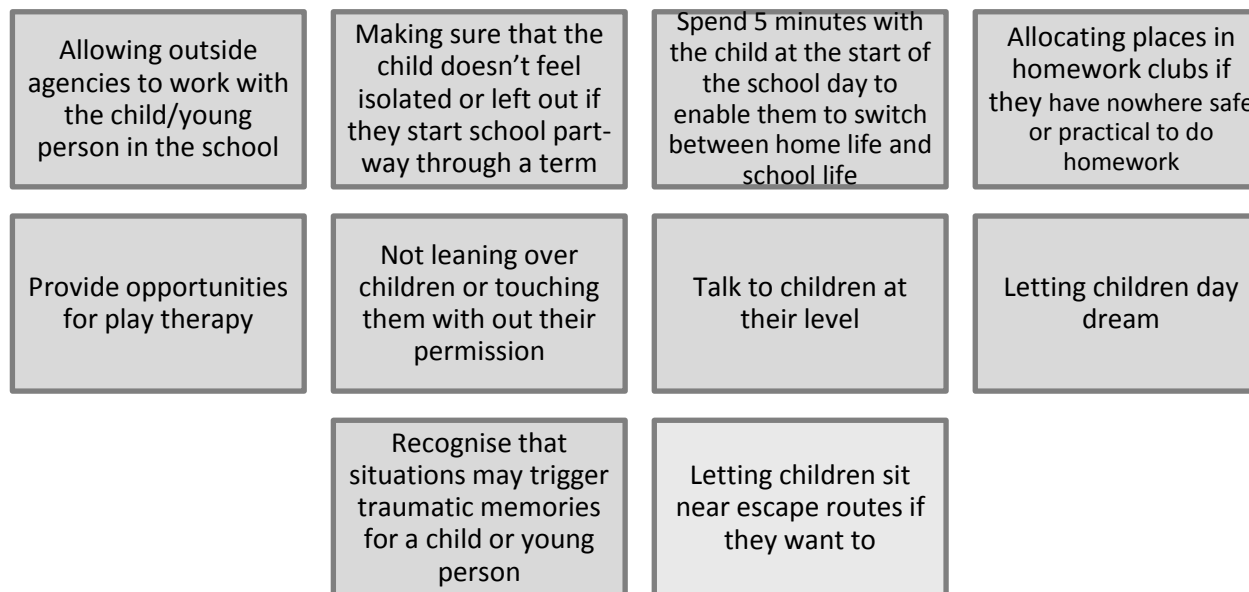 Allowing outside
agencies to work with
the child/young
person in the school
Making sure that the
child doesn’t feel
isolated or left out if
they start school part-
way through a term
Spend 5 minutes with
the child at the start of
the school day to
enable them to switch
between home life and
school life
Allocating places in
homework clubs if
they have nowhere safe
or practical to do
homework
Provide opportunities
for play therapy
Not leaning over
children or touching
them with out their
permission
Talk to children at
their level
Letting children day
dream
Recognise that
situations may trigger
traumatic memories
for a child or young
person
Letting children sit
near escape routes if
they want to